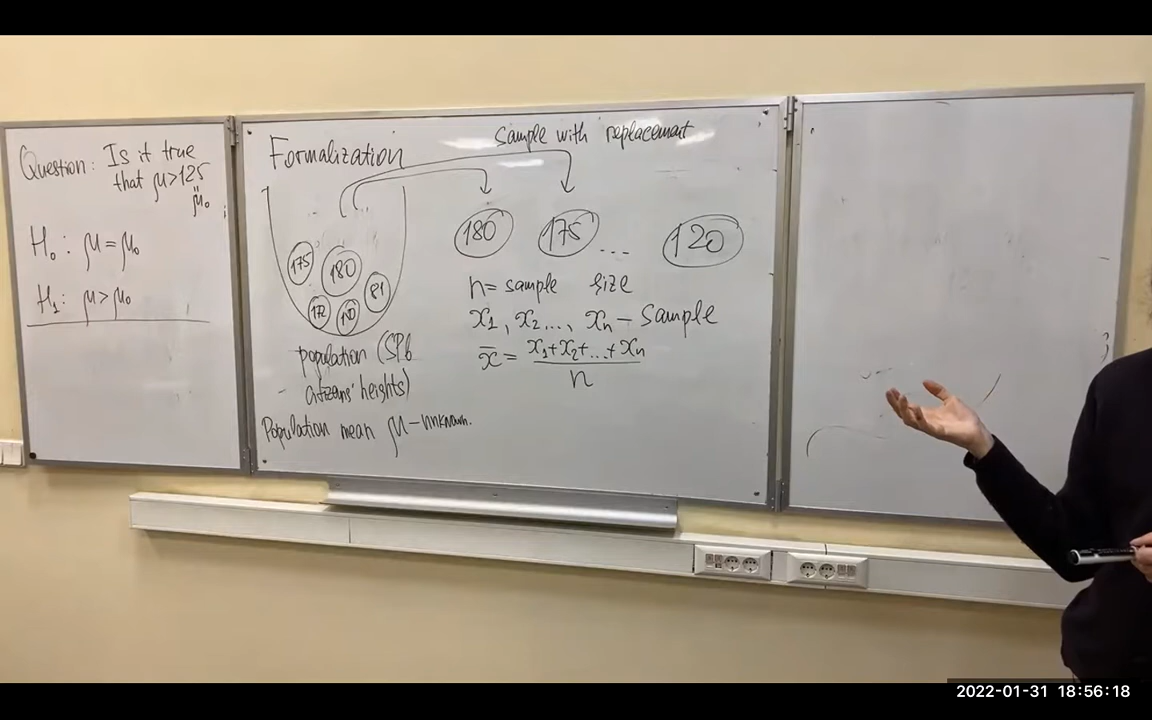 Question: Is it true
that μ>125
"
μ₀
H₀: μ=μ₀
H₁: μ>μ₀
Formalization
sample with replacement
180 175 ... 120
175 180
81
172
n= sample size
x₁, x₂..., xₙ - sample
x̄ = x₁+x₂+...+xₙ
n
population (SPb
citizens' heights)
Population mean μ - unknown.
2022-01-31 18:56:18